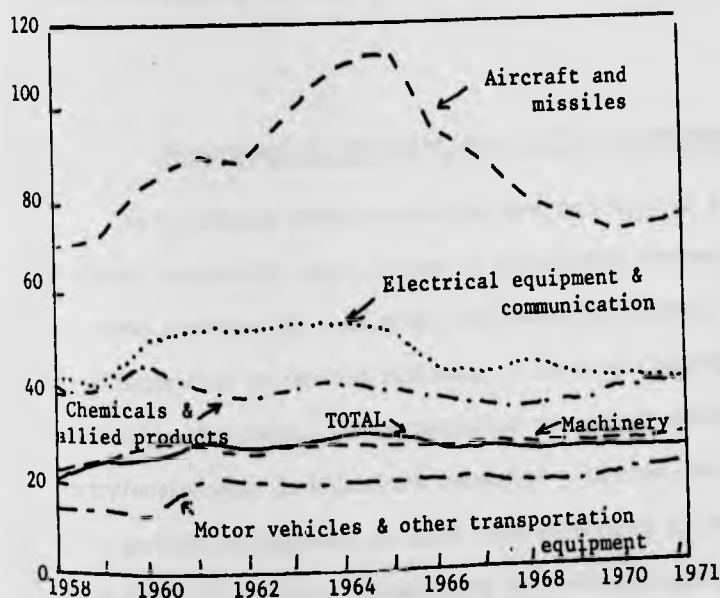 120
100
80
60
40
20
0
Aircraft and
missiles
Electrical equipment &
communication
Chemicals &
allied products
TOTAL
Machinery
Motor vehicles & other transportation
equipment
1958
1960
1962
1964
1966
1968
1970
1971